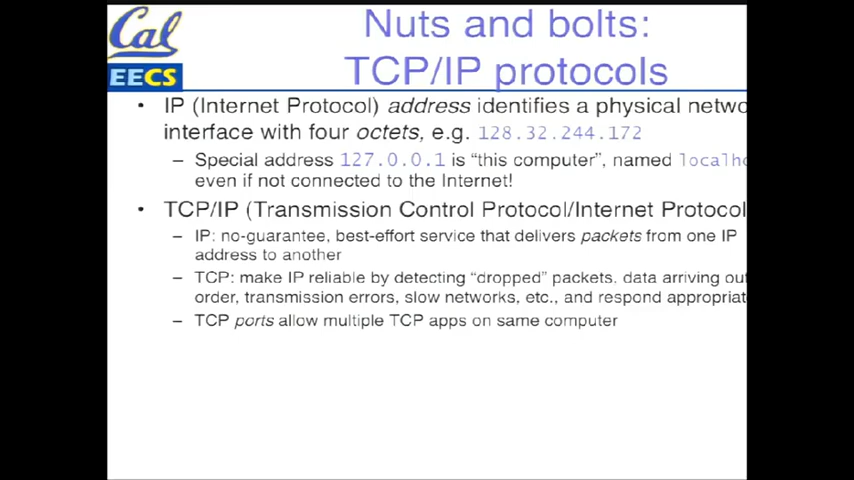 Cal
EECS
Nuts and bolts:
TCP/IP protocols
• IP (Internet Protocol) address identifies a physical netwo
interface with four octets, e.g. 128.32.244.172
– Special address 127.0.0.1 is “this computer”, named localho
even if not connected to the Internet!
• TCP/IP (Transmission Control Protocol/Internet Protocol
– IP: no-guarantee, best-effort service that delivers packets from one IP
address to another
– TCP: make IP reliable by detecting “dropped” packets, data arriving out
order, transmission errors, slow networks, etc., and respond appropriat
– TCP ports allow multiple TCP apps on same computer